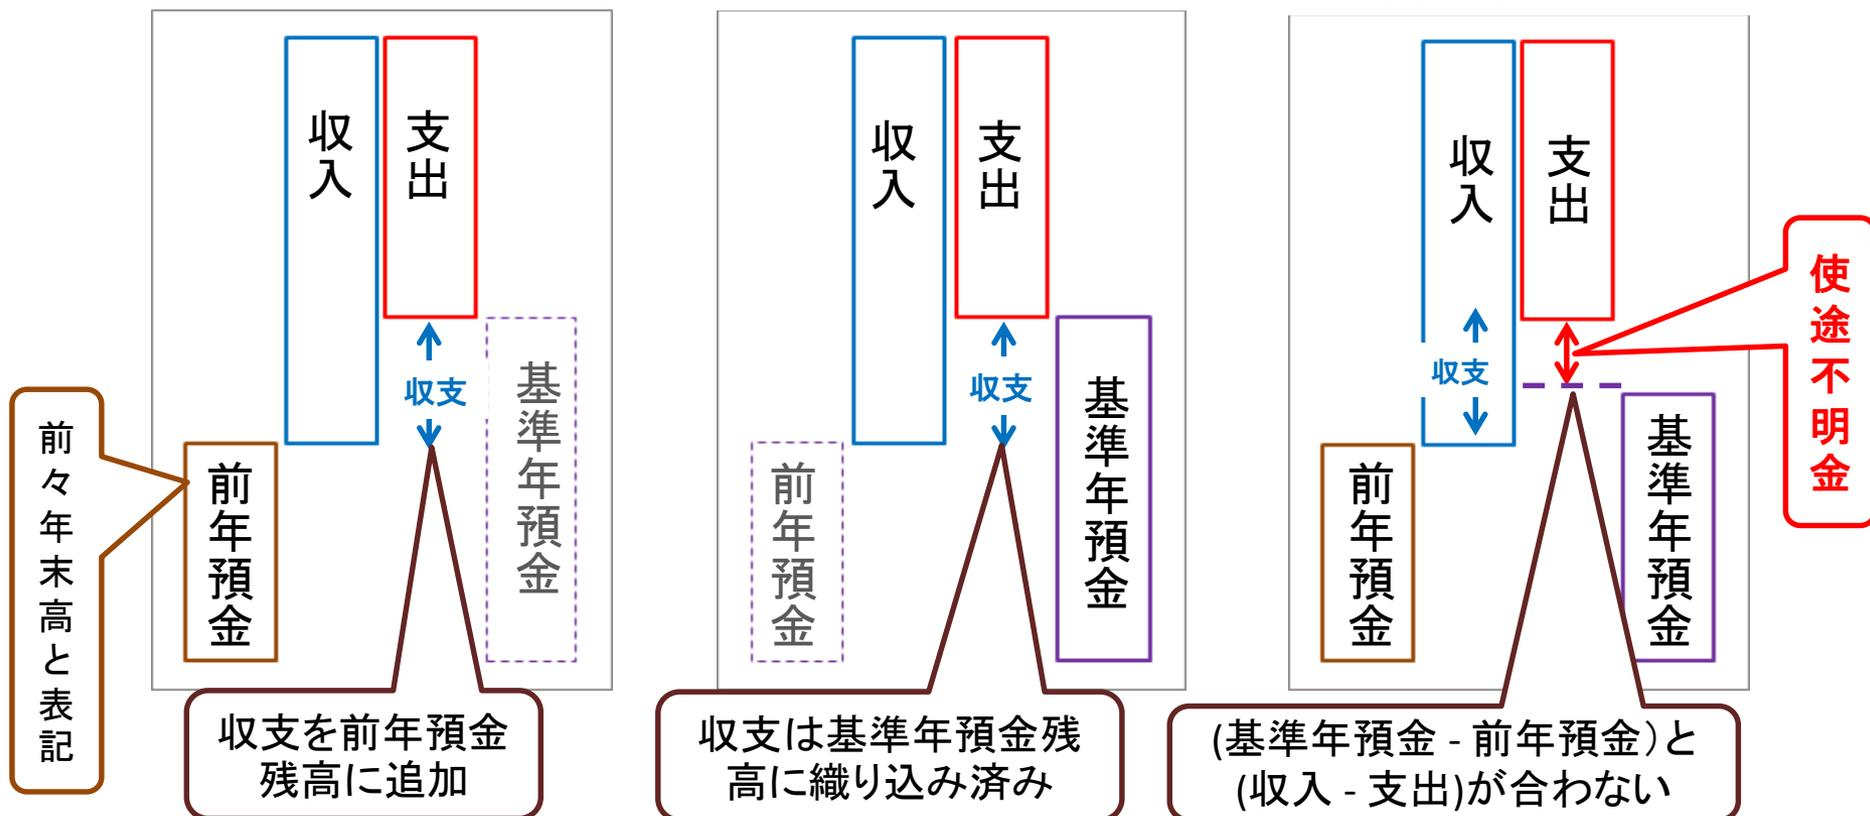 収入
支出
収支
基準年預金
前年預金
前々年末高と表記
収支を前年預金
残高に追加
収入
支出
収支
基準年預金
前年預金
収支は基準年預金残
高に織り込み済み
収入
支出
収支
使途不明金
前年預金
基準年預金
(基準年預金 - 前年預金）と
(収入 - 支出)が合わない